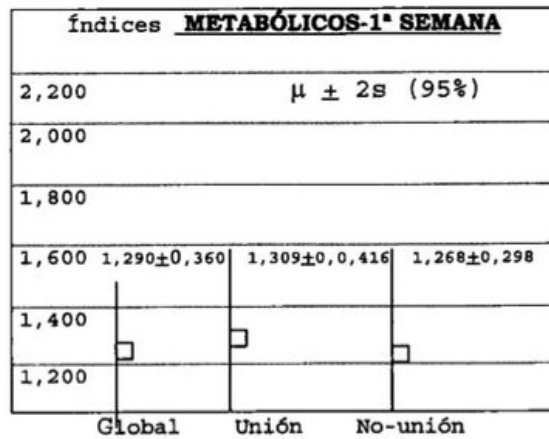 Índices METABÓLICOS-1ª SEMANA
2,200 μ ± 2s (95%)
2,000
1,800
1,600 1,290±0,360 1,309±0,0,416 1,268±0,298
1,400
1,200
Global Unión No-unión